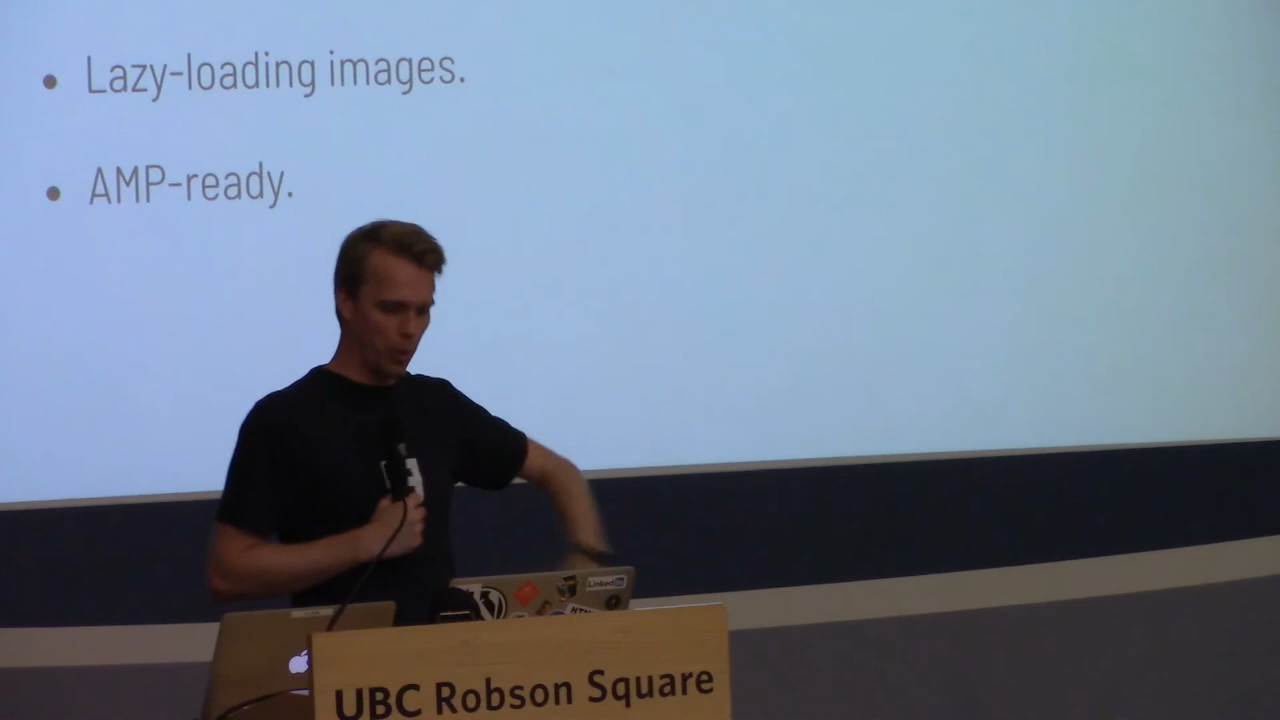 • Lazy-loading images.
• AMP-ready.
LinkedIn
UBC Robson Square